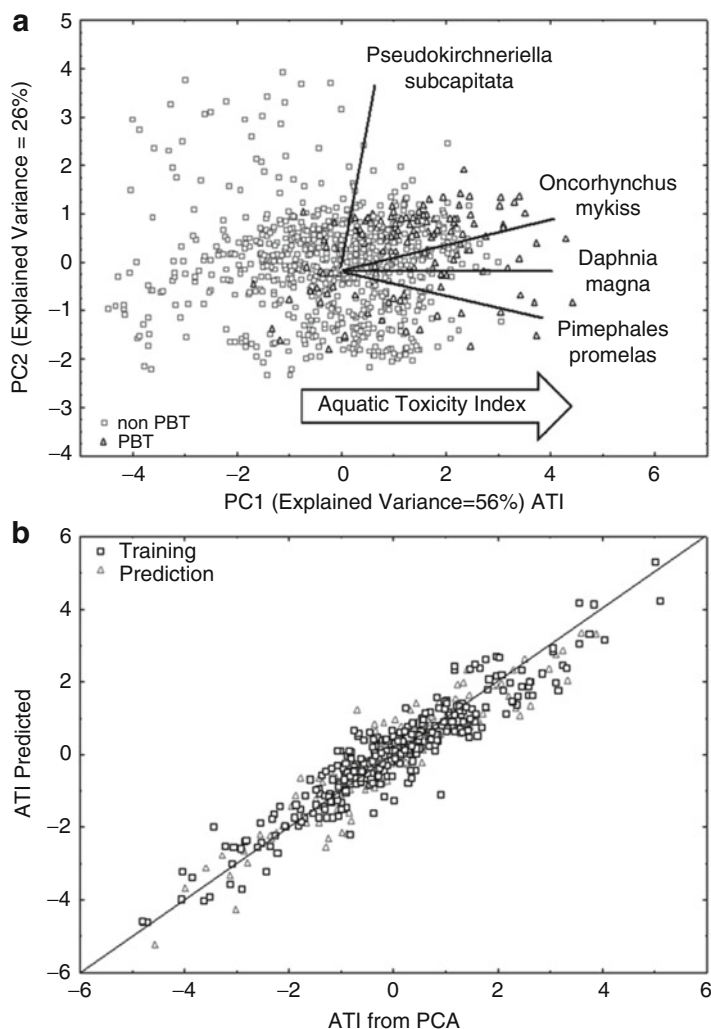 a
5
4
3
2
1
0
−1
−2
−3
−4
PC2 (Explained Variance = 26%)
Pseudokirchneriella
subcapitata
Oncorhynchus
mykiss
Daphnia
magna
Pimephales
promelas
Aquatic Toxicity Index
non PBT
PBT
−4
−2
0
2
4
6
PC1 (Explained Variance=56%) ATI
b
6
4
2
0
−2
−4
−6
ATI Predicted
Training
Prediction
−6
−4
−2
0
2
4
6
ATI from PCA